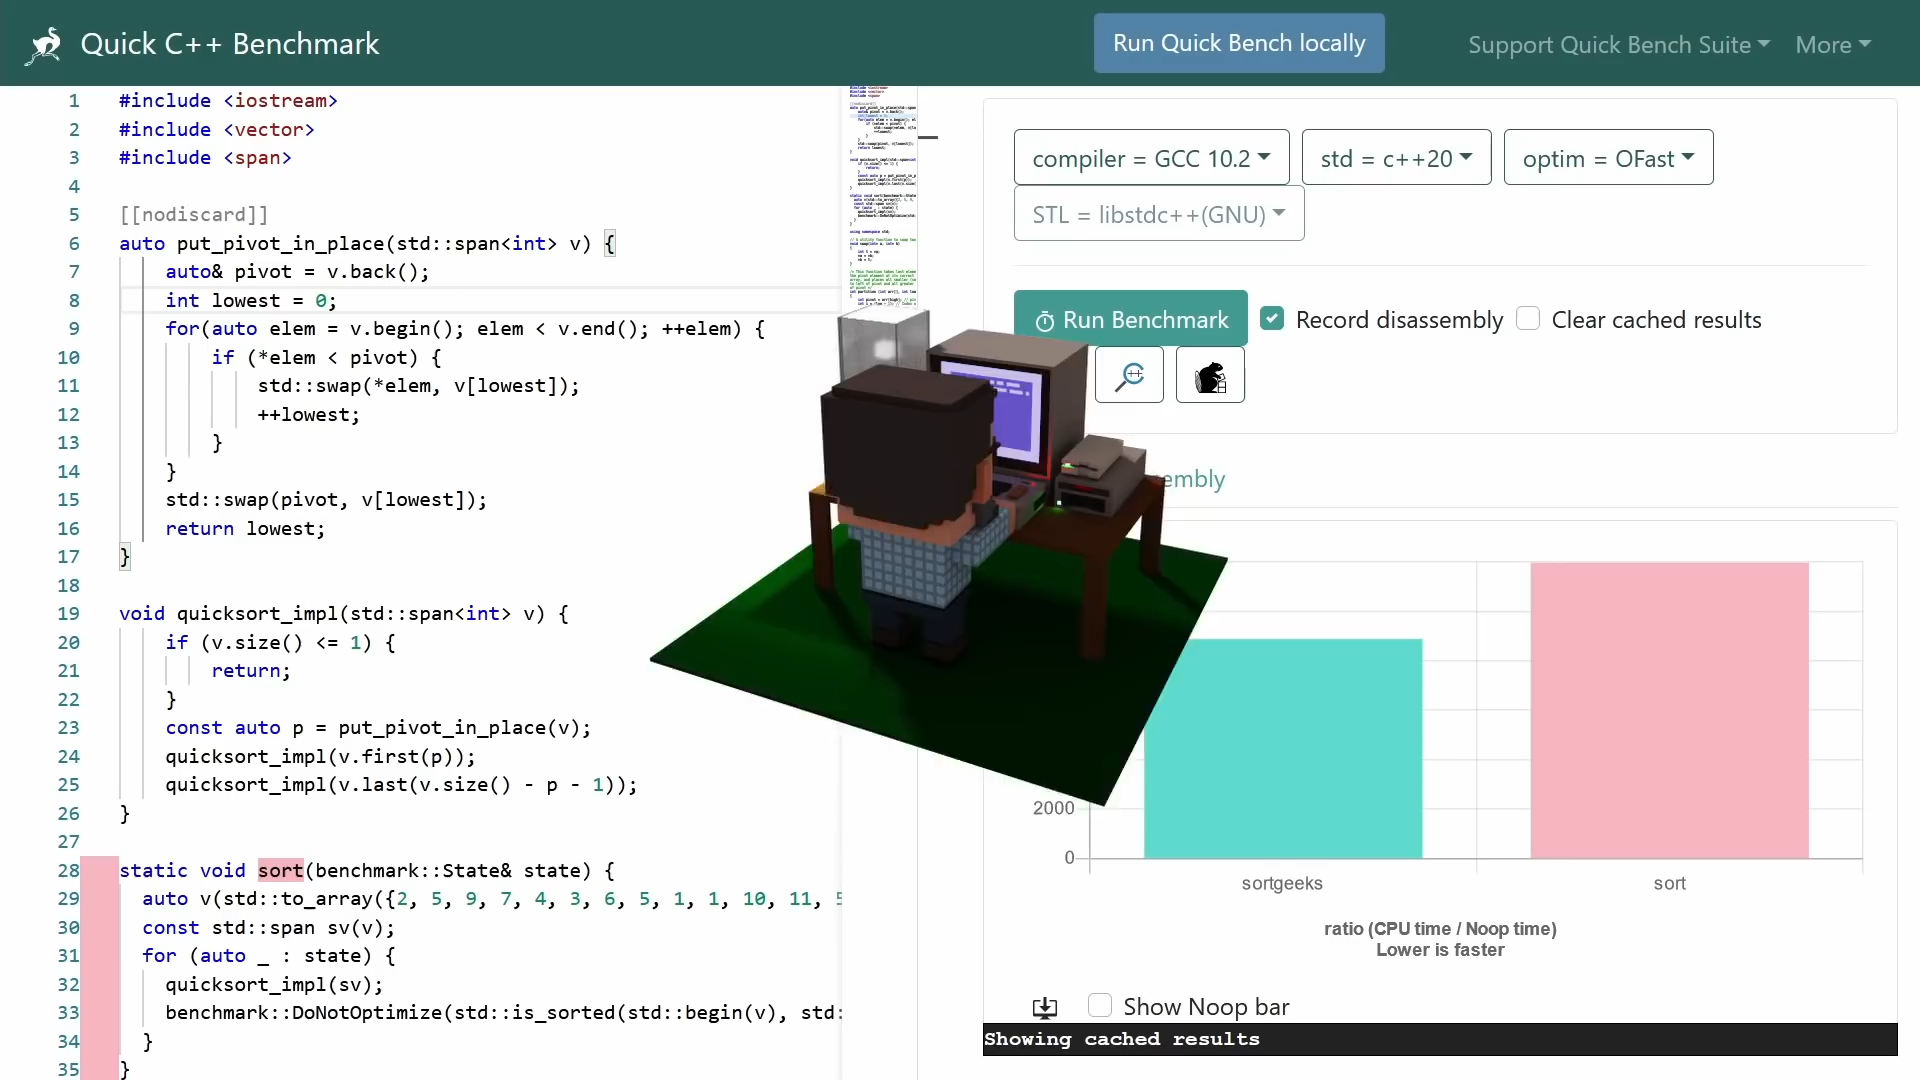 Quick C++ Benchmark
Run Quick Bench locally
Support Quick Bench Suite
More
1 #include <iostream>
2 #include <vector>
3 #include <span>
4
5 [[nodiscard]]
6 auto put_pivot_in_place(std::span<int> v) {
7 auto& pivot = v.back();
8 int lowest = 0;
9 for(auto elem = v.begin(); elem < v.end(); ++elem) {
10 if (*elem < pivot) {
11 std::swap(*elem, v[lowest]);
12 ++lowest;
13 }
14 }
15 std::swap(pivot, v[lowest]);
16 return lowest;
17 }
18
19 void quicksort_impl(std::span<int> v) {
20 if (v.size() <= 1) {
21 return;
22 }
23 const auto p = put_pivot_in_place(v);
24 quicksort_impl(v.first(p));
25 quicksort_impl(v.last(v.size() - p - 1));
26 }
27
28 static void sort(benchmark::State& state) {
29 auto v(std::to_array({2, 5, 9, 7, 4, 3, 6, 5, 1, 1, 10, 11, 5
30 const std::span sv(v);
31 for (auto _ : state) {
32 quicksort_impl(sv);
33 benchmark::DoNotOptimize(std::is_sorted(std::begin(v), std:
34 }
35 }
compiler = GCC 10.2
std = c++20
optim = OFast
STL = libstdc++(GNU)
Run Benchmark
Record disassembly
Clear cached results
embly
2000
0
sortgeeks
sort
ratio (CPU time / Noop time)
Lower is faster
Show Noop bar
Showing cached results